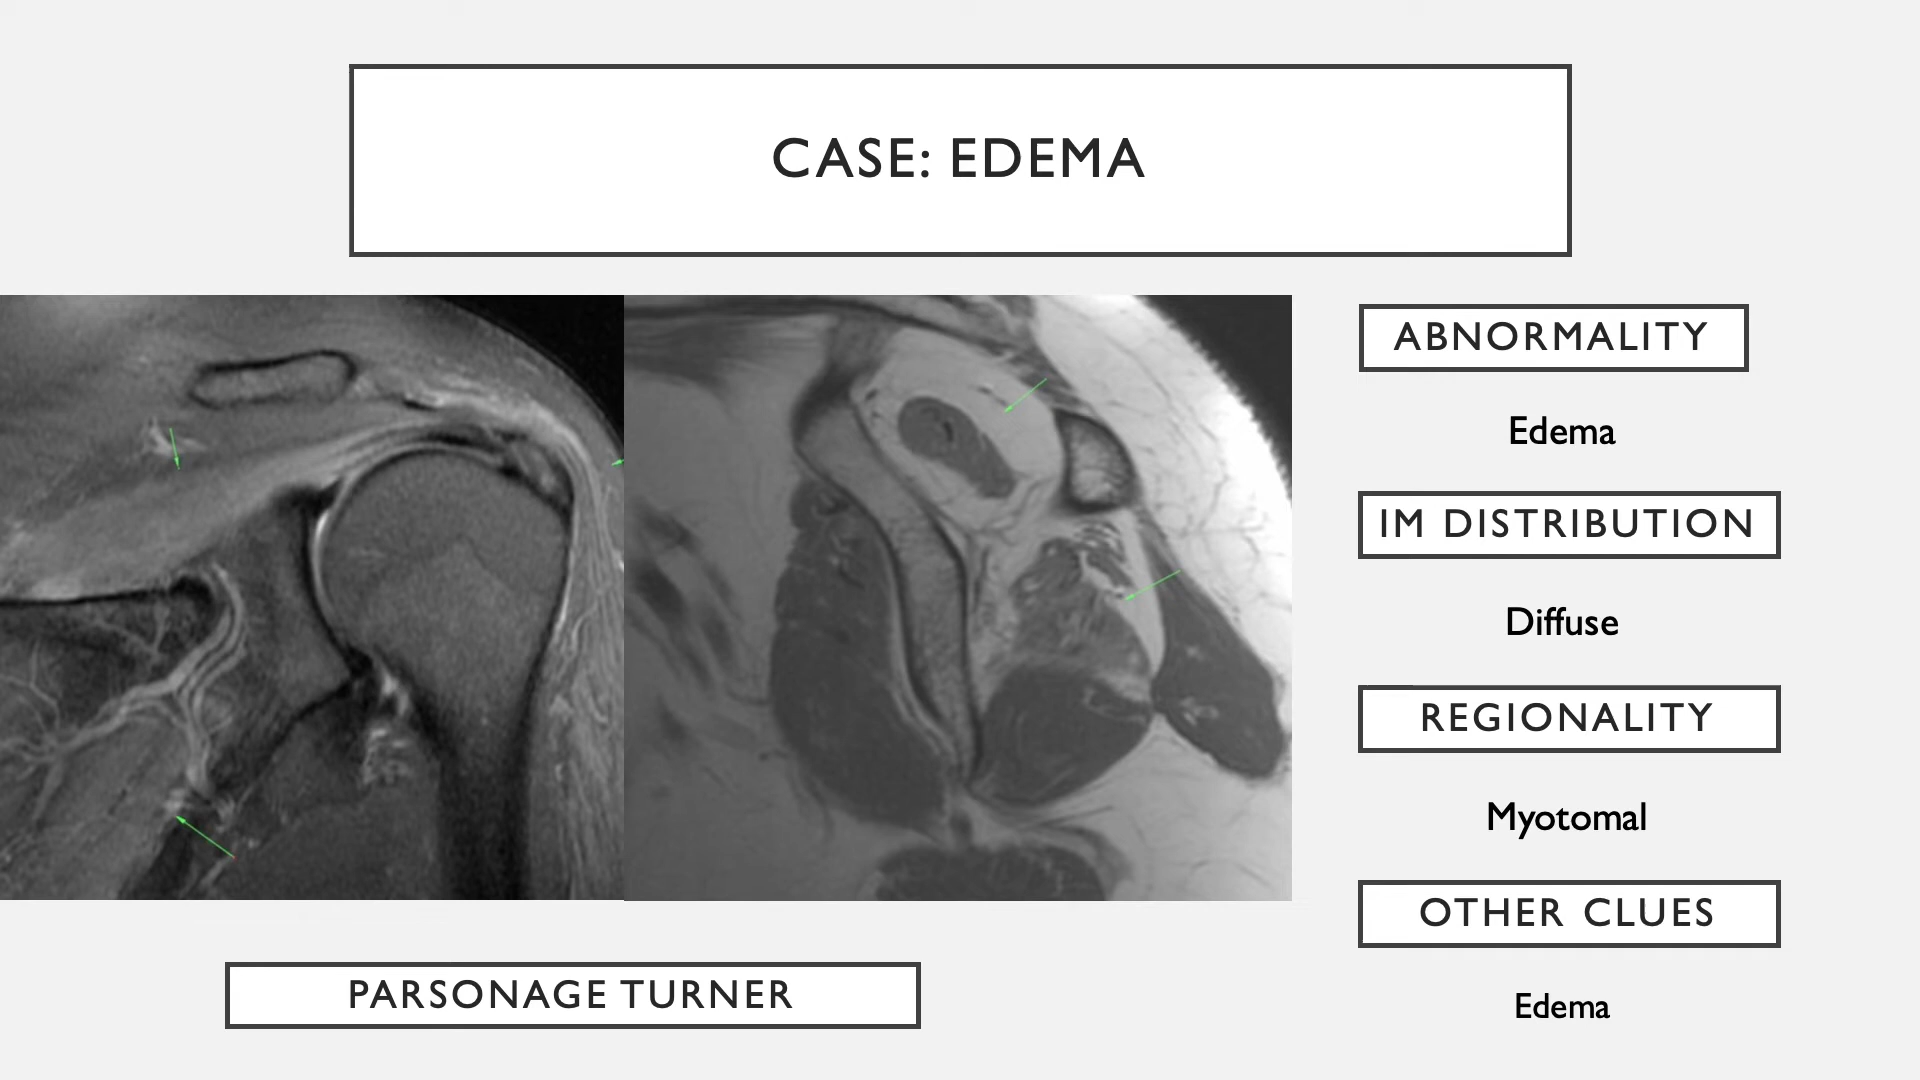 CASE: EDEMA
ABNORMALITY
Edema
IM DISTRIBUTION
Diffuse
REGIONALITY
Myotomal
OTHER CLUES
Edema
PARSONAGE TURNER